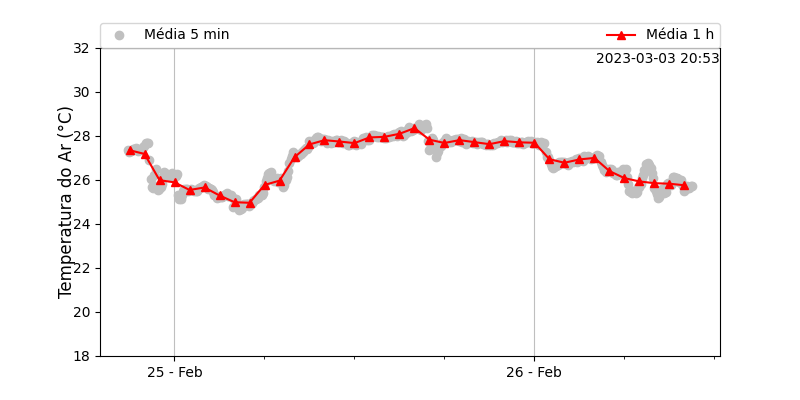 Média 5 min
Média 1 h
2023-03-03 20:53
Temperatura do Ar (°C)
32
30
28
26
24
22
20
18
25 - Feb
26 - Feb